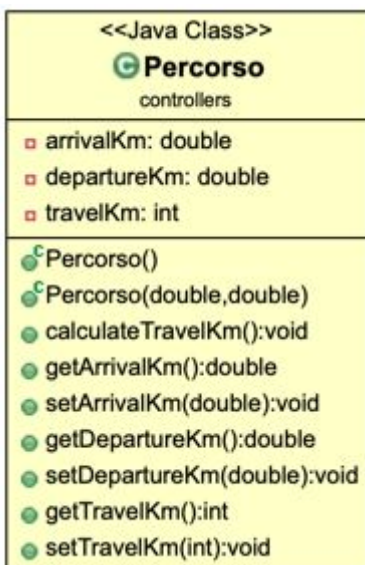 <<Java Class>>
Percorso
controllers
arrivalKm: double
departureKm: double
travelKm: int
Percorso()
Percorso(double,double)
calculateTravelKm():void
getArrivalKm():double
setArrivalKm(double):void
getDepartureKm():double
setDepartureKm(double):void
getTravelKm():int
setTravelKm(int):void